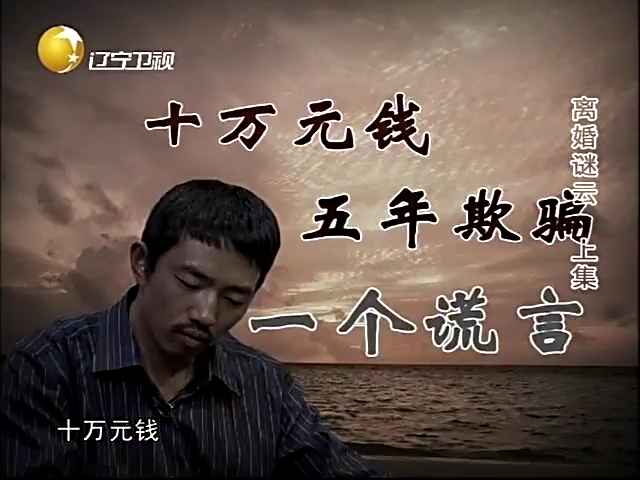 辽宁卫视
十万元钱
五年欺骗
一个谎言
离婚谜云 上集
十万元钱